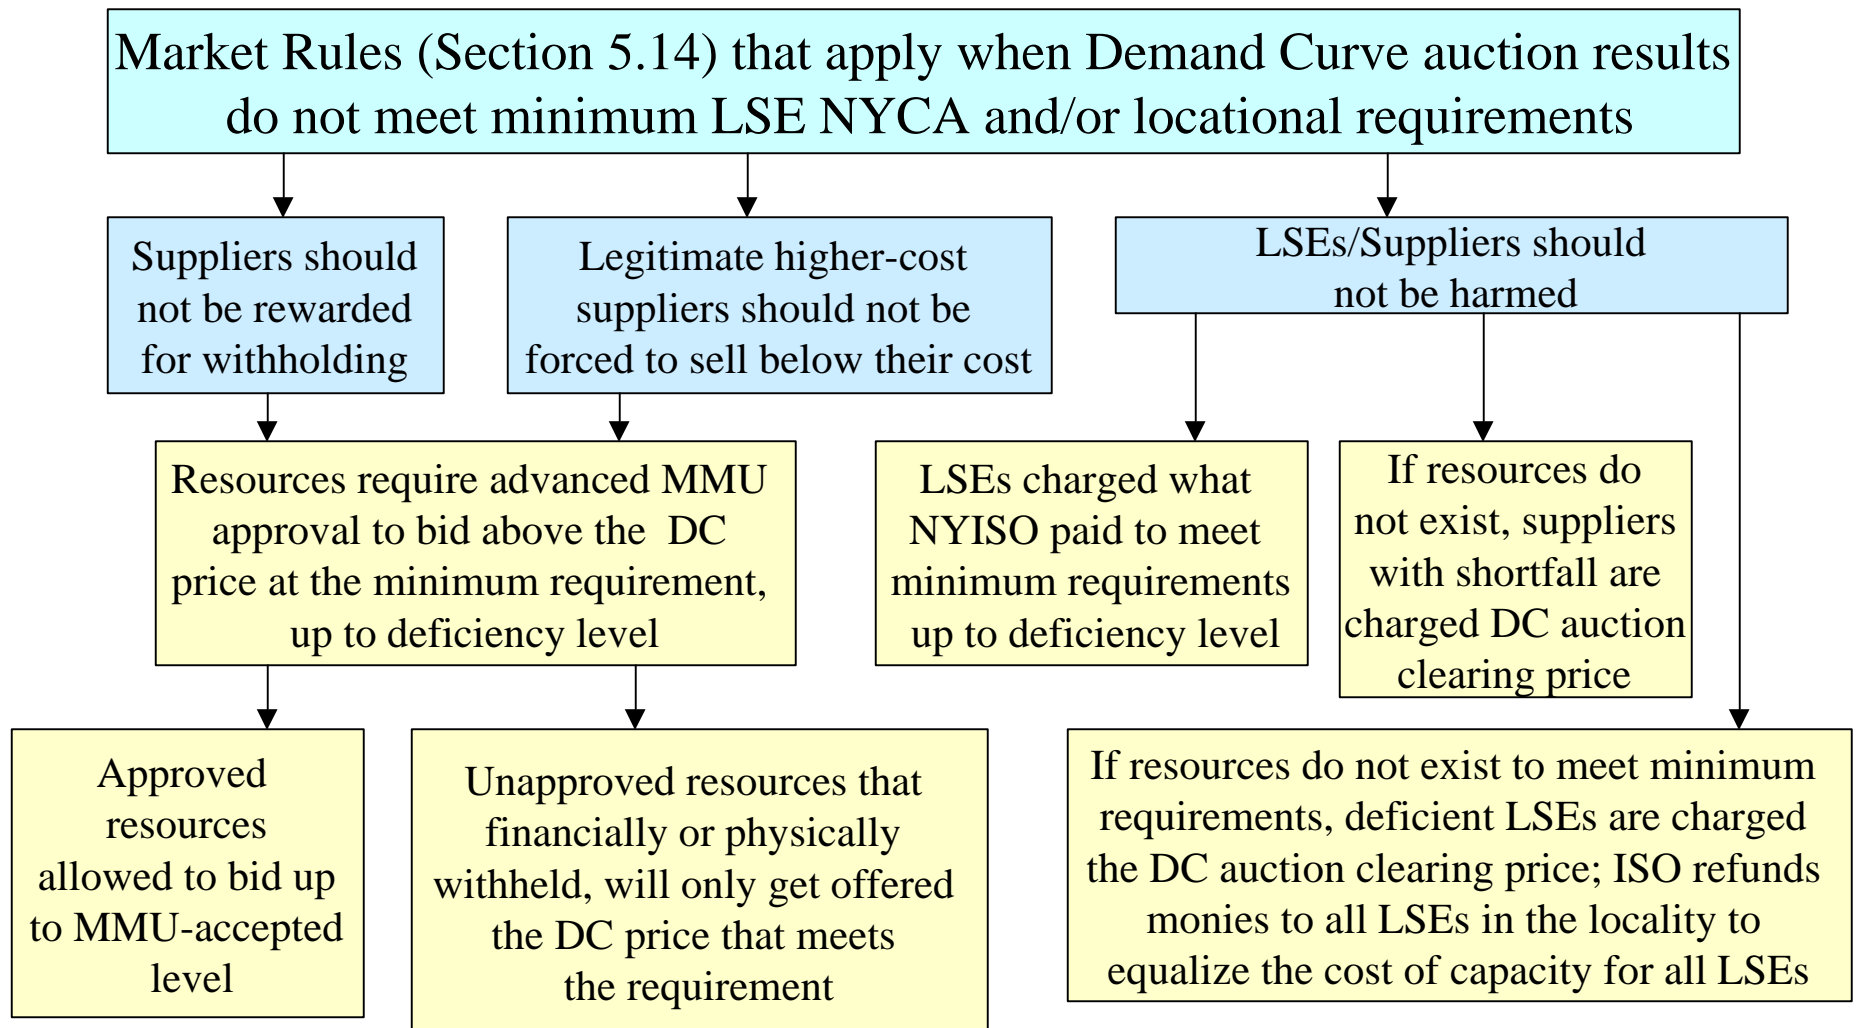 Market Rules (Section 5.14) that apply when Demand Curve auction results
do not meet minimum LSE NYCA and/or locational requirements
Suppliers should
not be rewarded
for withholding
Legitimate higher-cost
suppliers should not be
forced to sell below their cost
LSEs/Suppliers should
not be harmed
Resources require advanced MMU
approval to bid above the DC
price at the minimum requirement,
up to deficiency level
LSEs charged what
NYISO paid to meet
minimum requirements
up to deficiency level
If resources do
not exist, suppliers
with shortfall are
charged DC auction
clearing price
Approved
resources
allowed to bid up
to MMU-accepted
level
Unapproved resources that
financially or physically
withheld, will only get offered
the DC price that meets
the requirement
If resources do not exist to meet minimum
requirements, deficient LSEs are charged
the DC auction clearing price; ISO refunds
monies to all LSEs in the locality to
equalize the cost of capacity for all LSEs